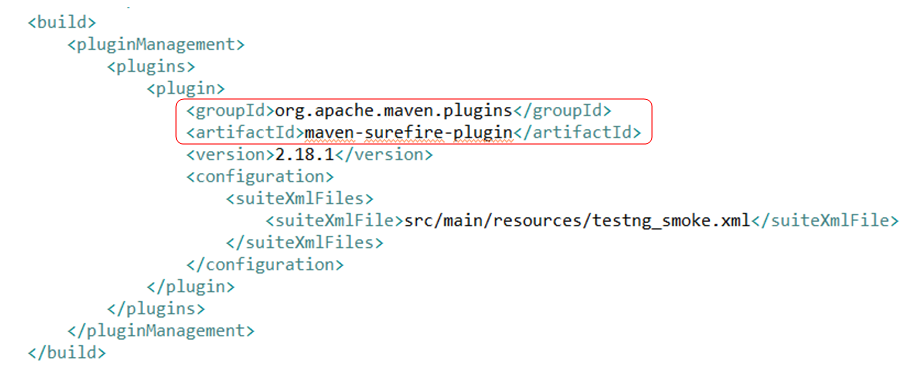 <build>
<pluginManagement>
<plugins>
<plugin>
<groupId>org.apache.maven.plugins</groupId>
<artifactId>maven-surefire-plugin</artifactId>
<version>2.18.1</version>
<configuration>
<suiteXmlFiles>
<suiteXmlFile>src/main/resources/testng_smoke.xml</suiteXmlFile>
</suiteXmlFiles>
</configuration>
</plugin>
</plugins>
</pluginManagement>
</build>